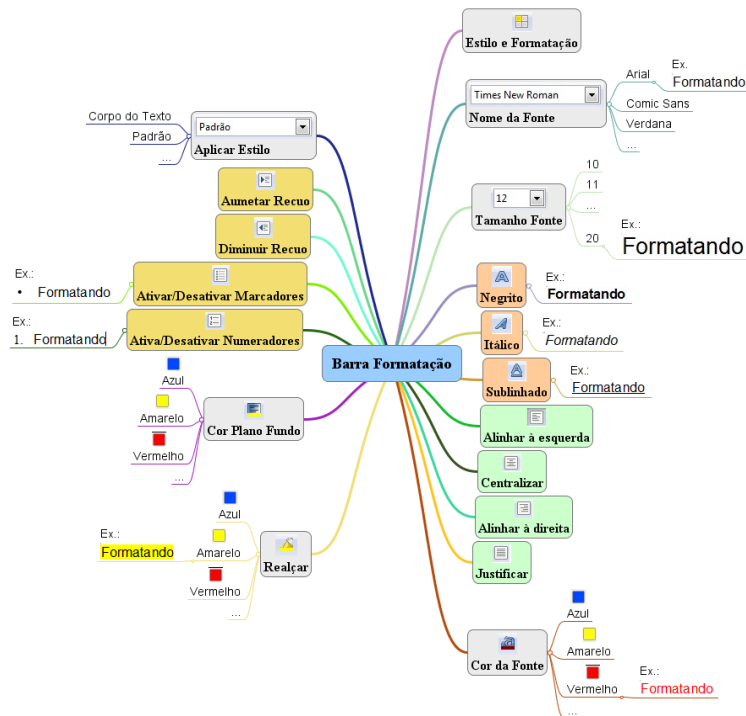 Estilo e Formatação
Times New Roman
Nome da Fonte
Arial
Ex.
Formatando
Comic Sans
Verdana
...
12
Tamanho Fonte
10
11
...
20
Ex.:
Formatando
Negrito
Ex.:
Formatando
Itálico
Ex.:
Formatando
Sublinhado
Ex.:
Formatando
Alinhar à esquerda
Centralizar
Alinhar à direita
Justificar
Cor da Fonte
Azul
Amarelo
Vermelho
Ex.:
Formatando
...
Barra Formatação
Padrão
Aplicar Estilo
Corpo do Texto
Padrão
...
Aumetar Recuo
Diminuir Recuo
Ativar/Desativar Marcadores
Ex.:
• Formatando
Ativa/Desativar Numeradores
Ex.:
1. Formatando
Cor Plano Fundo
Azul
Amarelo
Vermelho
...
Realçar
Azul
Amarelo
Ex.:
Formatando
Vermelho
...